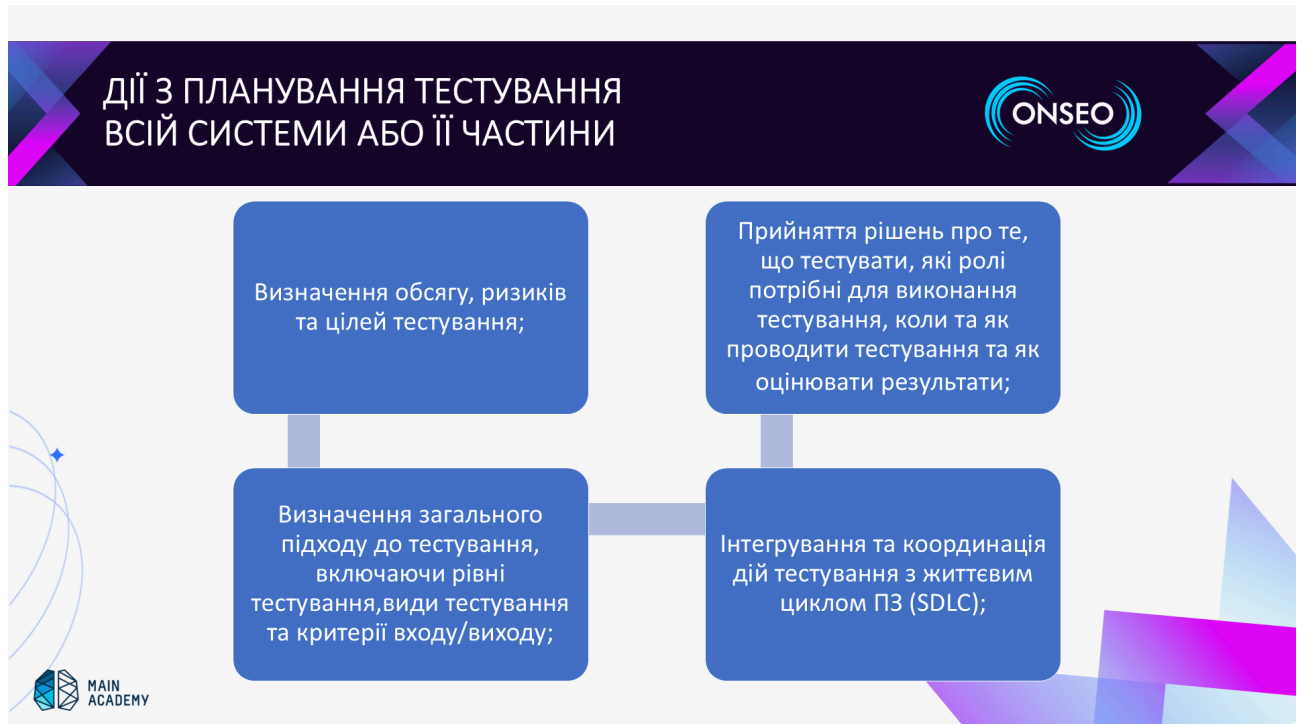 ДІЇ З ПЛАНУВАННЯ ТЕСТУВАННЯ
ВСІЙ СИСТЕМИ АБО ЇЇ ЧАСТИНИ
ONSEO
Визначення обсягу, ризиків
та цілей тестування;
Визначення загального
підходу до тестування,
включаючи рівні
тестування,види тестування
та критерії входу/виходу;
Інтегрування та координація
дій тестування з життєвим
циклом ПЗ (SDLC);
Прийняття рішень про те,
що тестувати, які ролі
потрібні для виконання
тестування, коли та як
проводити тестування та як
оцінювати результати;
MAIN
ACADEMY